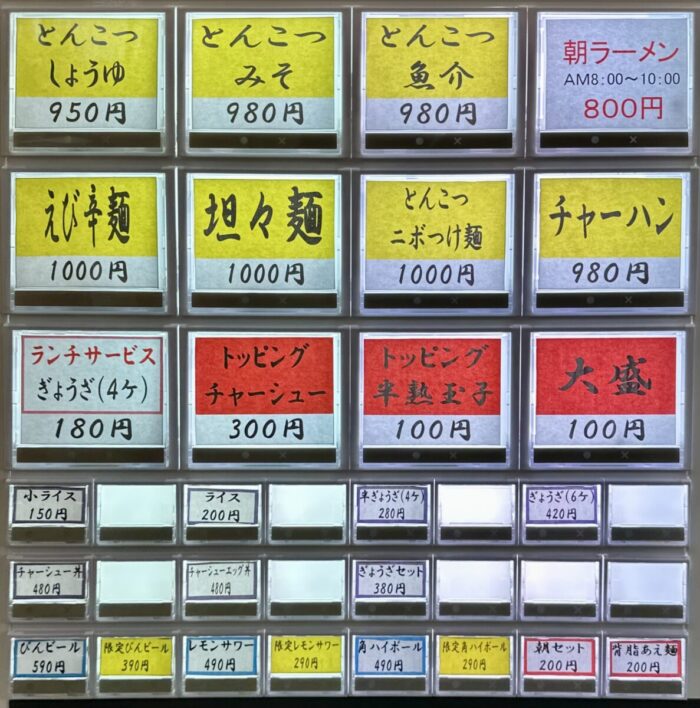 とんこつ
しょうゆ
950円
とんこつ
みそ
980円
とんこつ
魚介
980円
朝ラーメン
AM8:00〜10:00
800円
えび辛麺
1000円
坦々麺
1000円
とんこつ
ニボつけ麺
1000円
チャーハン
980円
ランチサービス
ぎょうざ(4ケ)
180円
トッピング
チャーシュー
300円
トッピング
半熟玉子
100円
大盛
100円
小ライス
150円
ライス
200円
半ぎょうざ(4ケ)
280円
ぎょうざ(6ケ)
420円
チャーシュー丼
480円
チャーシューエッグ丼
480円
ぎょうざセット
380円
びんビール
590円
限定びんビール
390円
レモンサワー
490円
限定レモンサワー
290円
角ハイボール
490円
限定角ハイボール
290円
朝セット
200円
背脂あえ麺
200円